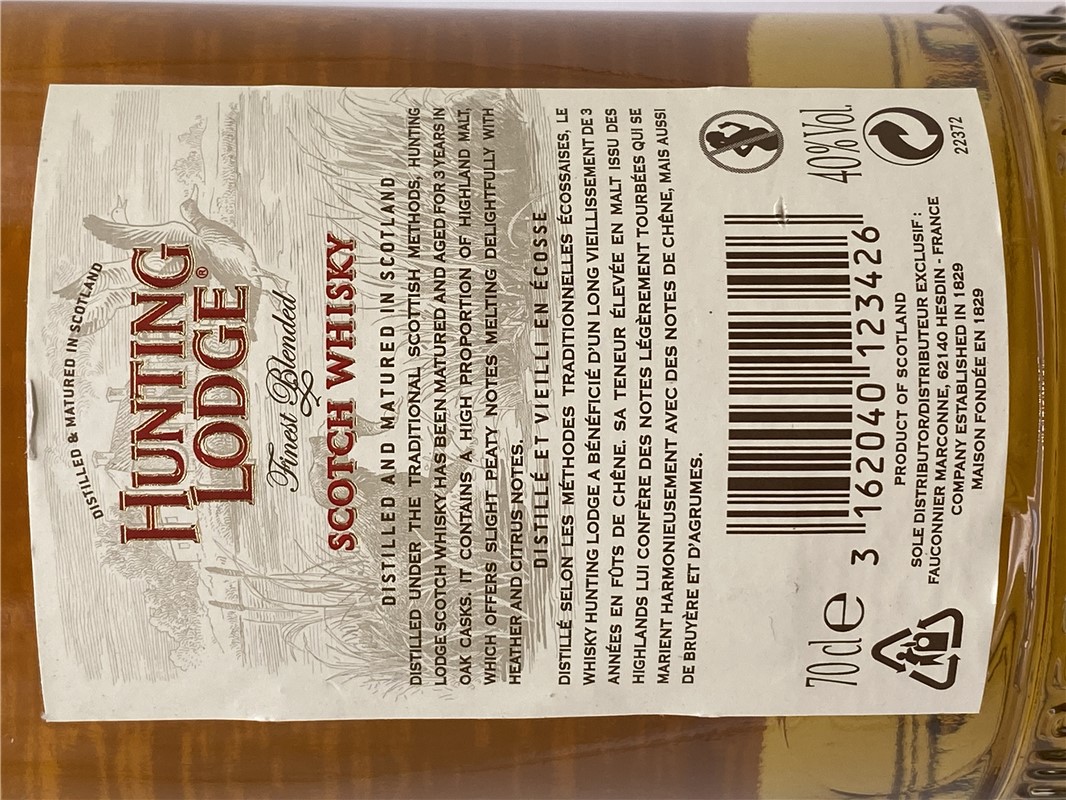 DISTILLED & MATURED IN SCOTLAND
HUNTING
LODGE®
Finest Blended
SCOTCH WHISKY
DISTILLED AND MATURED IN SCOTLAND
DISTILLED UNDER THE TRADITIONAL SCOTTISH METHODS, HUNTING
LODGE SCOTCH WHISKY HAS BEEN MATURED AND AGED FOR 3 YEARS IN
OAK CASKS. IT CONTAINS A HIGH PROPORTION OF HIGHLAND MALT,
WHICH OFFERS SLIGHT PEATY NOTES MELTING DELIGHTFULLY WITH
HEATHER AND CITRUS NOTES.
DISTILLÉ ET VIEILLI EN ÉCOSSE
DISTILLÉ SELON LES MÉTHODES TRADITIONNELLES ÉCOSSAISES, LE
WHISKY HUNTING LODGE A BÉNÉFICIÉ D'UN LONG VIEILLISSEMENT DE 3
ANNÉES EN FÛTS DE CHÊNE. SA TENEUR ÉLEVÉE EN MALT ISSU DES
HIGHLANDS LUI CONFÈRE DES NOTES LÉGÈREMENT TOURBÉES QUI SE
MARIENT HARMONIEUSEMENT AVEC DES NOTES DE CHÊNE, MAIS AUSSI
DE BRUYÈRE ET D'AGRUMES.
70 cl e
3 162040 123426
40%Vol.
PRODUCT OF SCOTLAND
SOLE DISTRIBUTOR/DISTRIBUTEUR EXCLUSIF :
FAUCONNIER MARCONNE, 62140 HESDIN - FRANCE
COMPANY ESTABLISHED IN 1829
MAISON FONDÉE EN 1829
22372